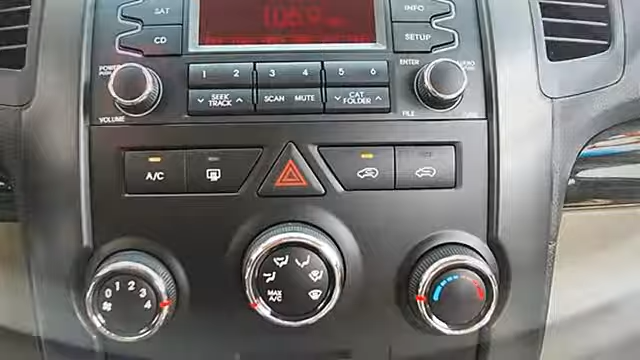 SAT
INFO
CD
SETUP
POWER
ENTER
1 2 3 4 5 6
SEEK TRACK
SCAN
MUTE
CAT FOLDER
VOLUME
FILE
A/C
0 1 2 3 4
MAX A/C